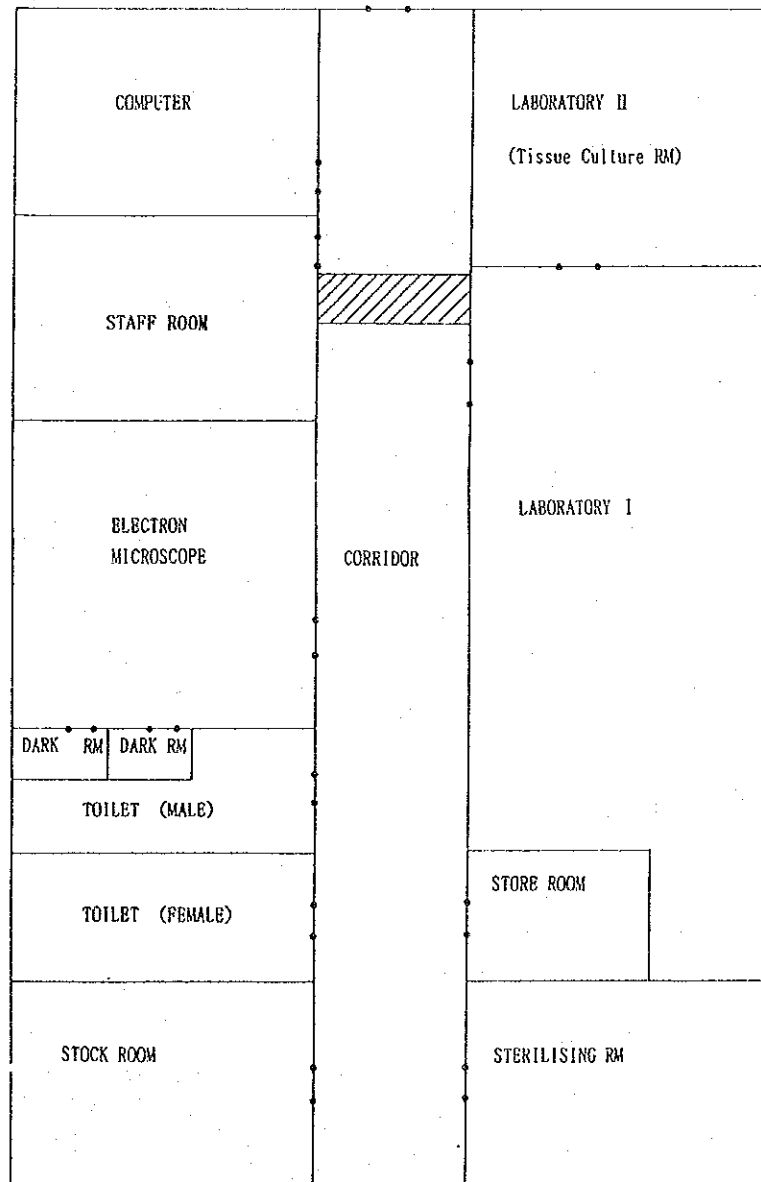 COMPUTER
LABORATORY II
(Tissue Culture RM)
STAFF ROOM
LABORATORY I
ELECTRON
MICROSCOPE
CORRIDOR
DARK RM
DARK RM
TOILET (MALE)
STORE ROOM
TOILET (FEMALE)
STOCK ROOM
STERILISING RM